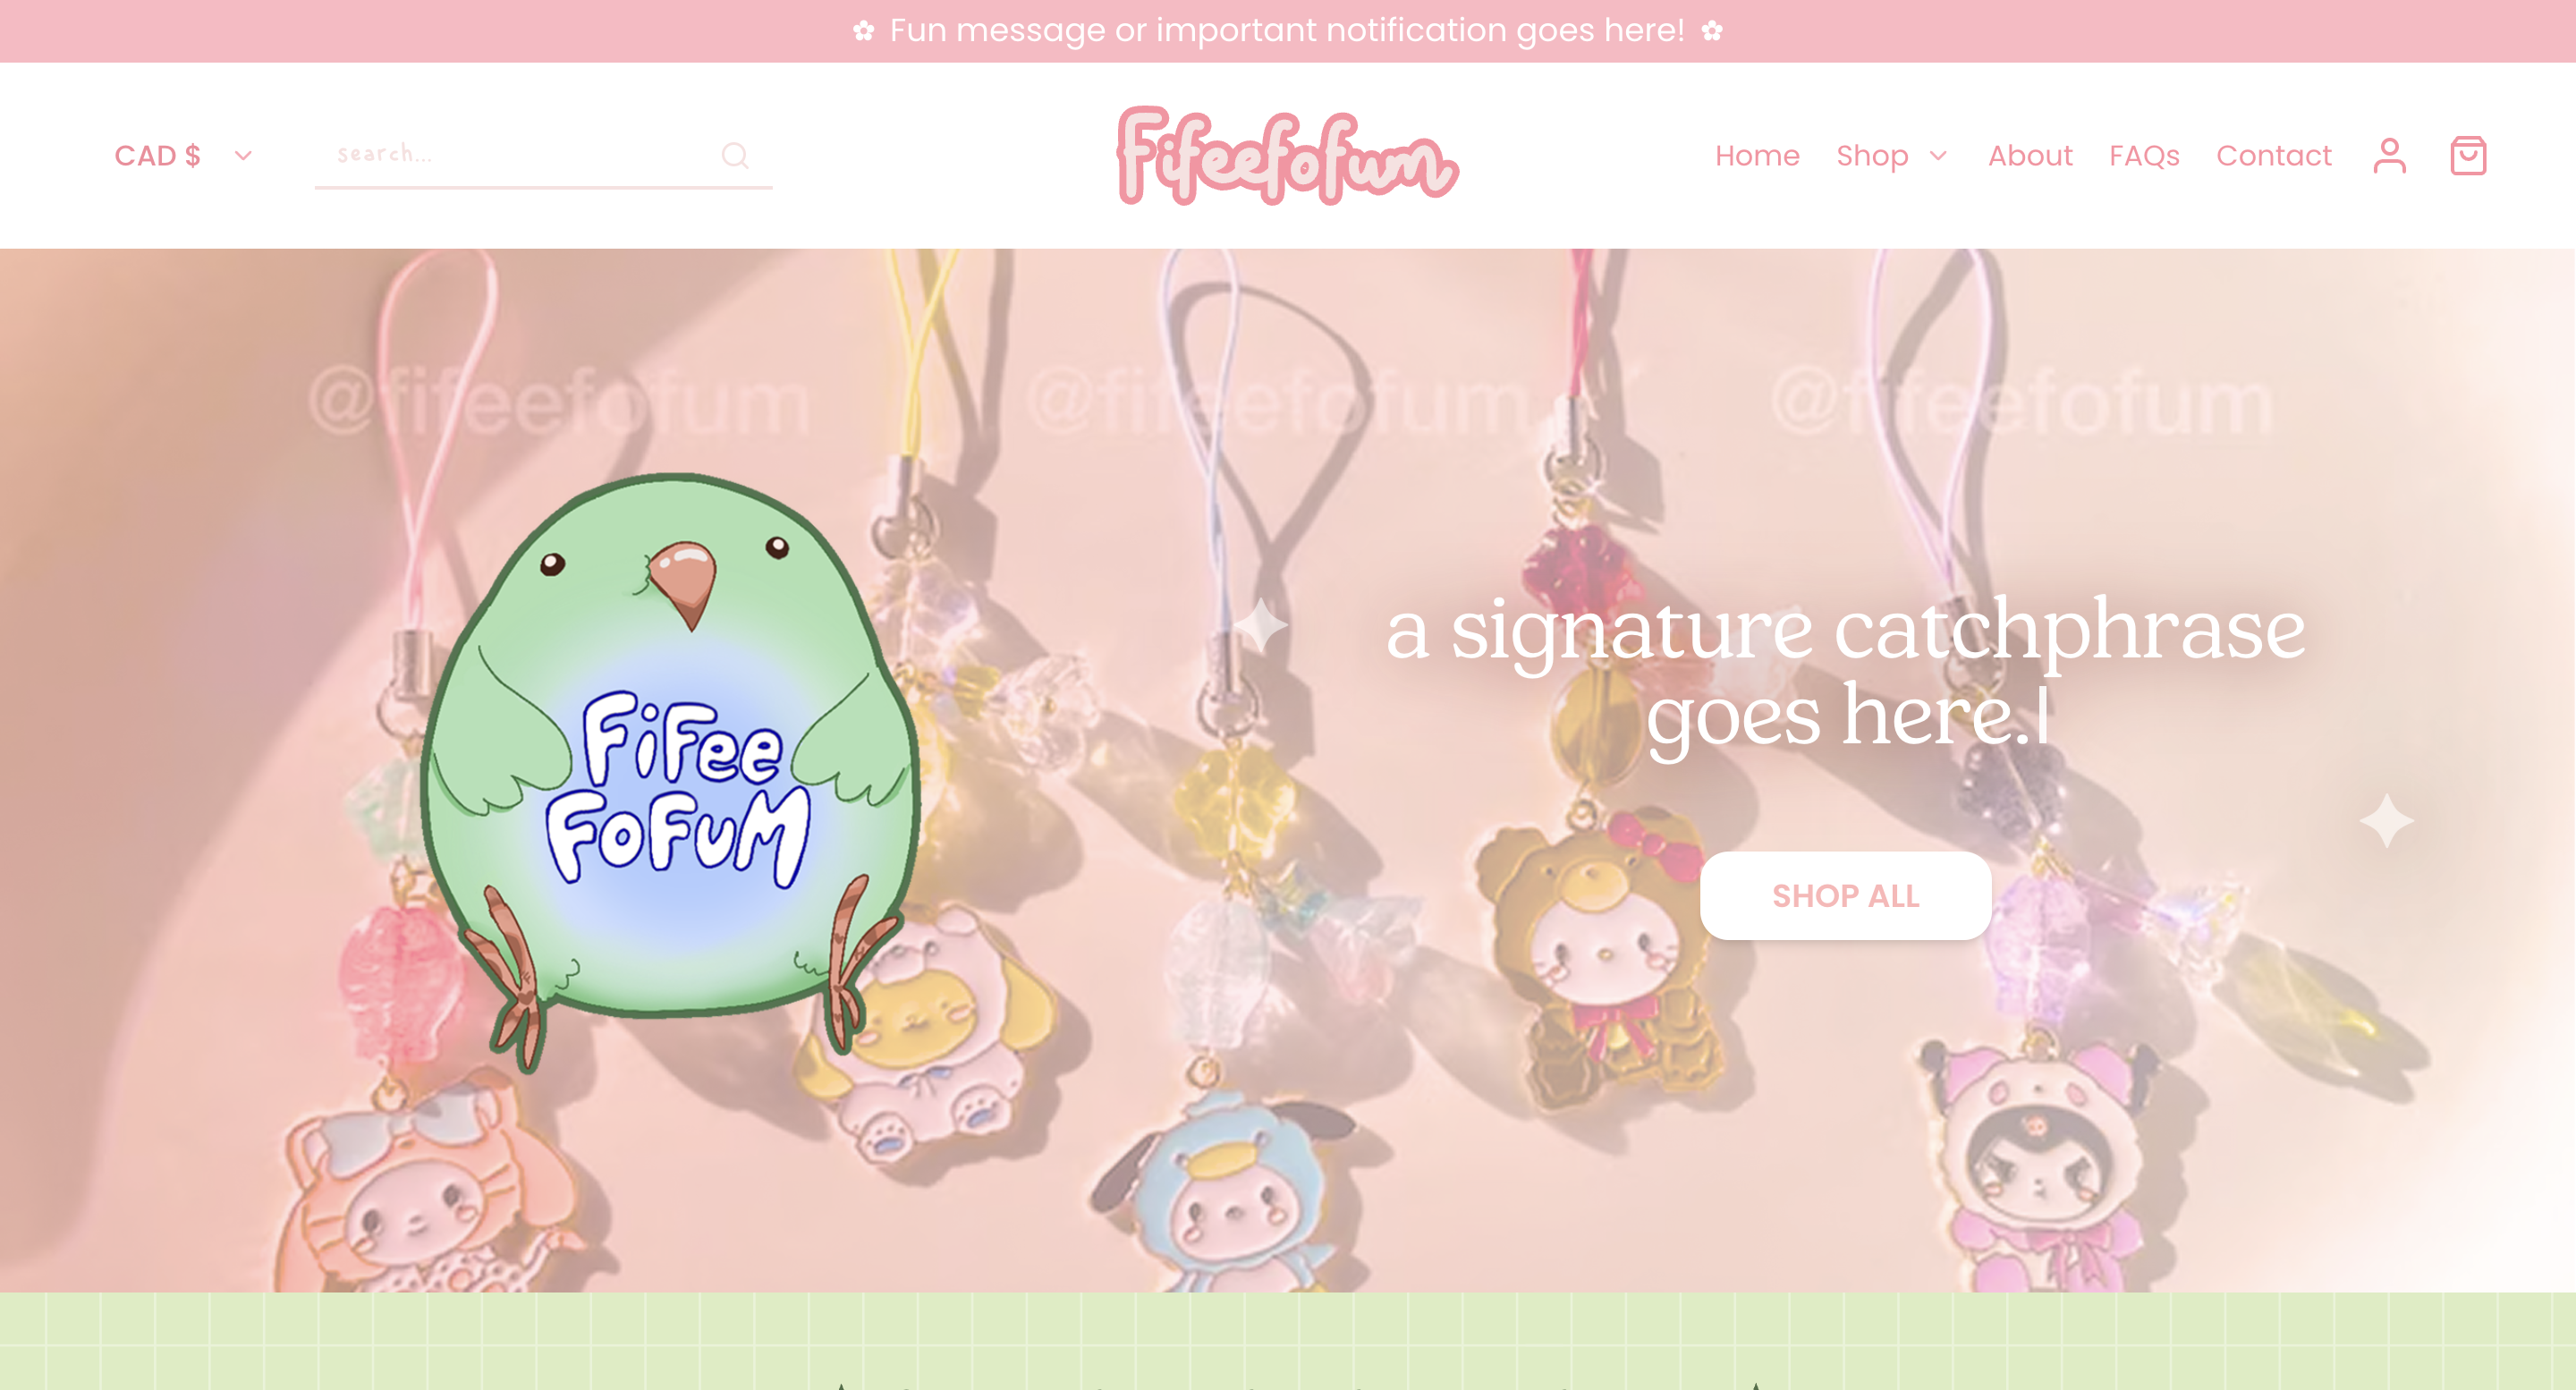 ✿ Fun message or important notification goes here! ✿
CAD $
search...
Fifeefofum
Home Shop About FAQs Contact
@fifeefofum @fifeefofum @fifeefofum
FiFee
FoFuM
a signature catchphrase
goes here.
SHOP ALL